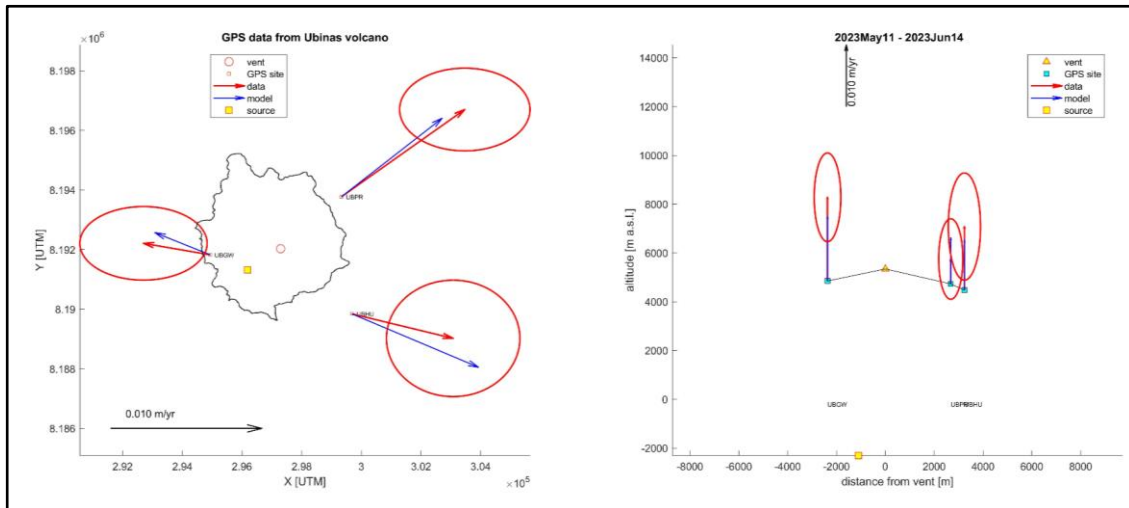 GPS data from Ubinas volcano
×10⁶
8.198
8.196
8.194
8.192
8.19
8.188
8.186
Y [UTM]
vent
GPS site
data
model
source
UBPR
UBGW
UBHU
0.010 m/yr
2.92
2.94
2.96
2.98
3
3.02
3.04
×10⁵
X [UTM]
2023May11 - 2023Jun14
14000
12000
10000
8000
6000
4000
2000
0
-2000
altitude [m a.s.l.]
0.010 m/yr
vent
GPS site
data
model
source
UBGW
-8000
-6000
-4000
-2000
0
2000
4000
6000
8000
distance from vent [m]